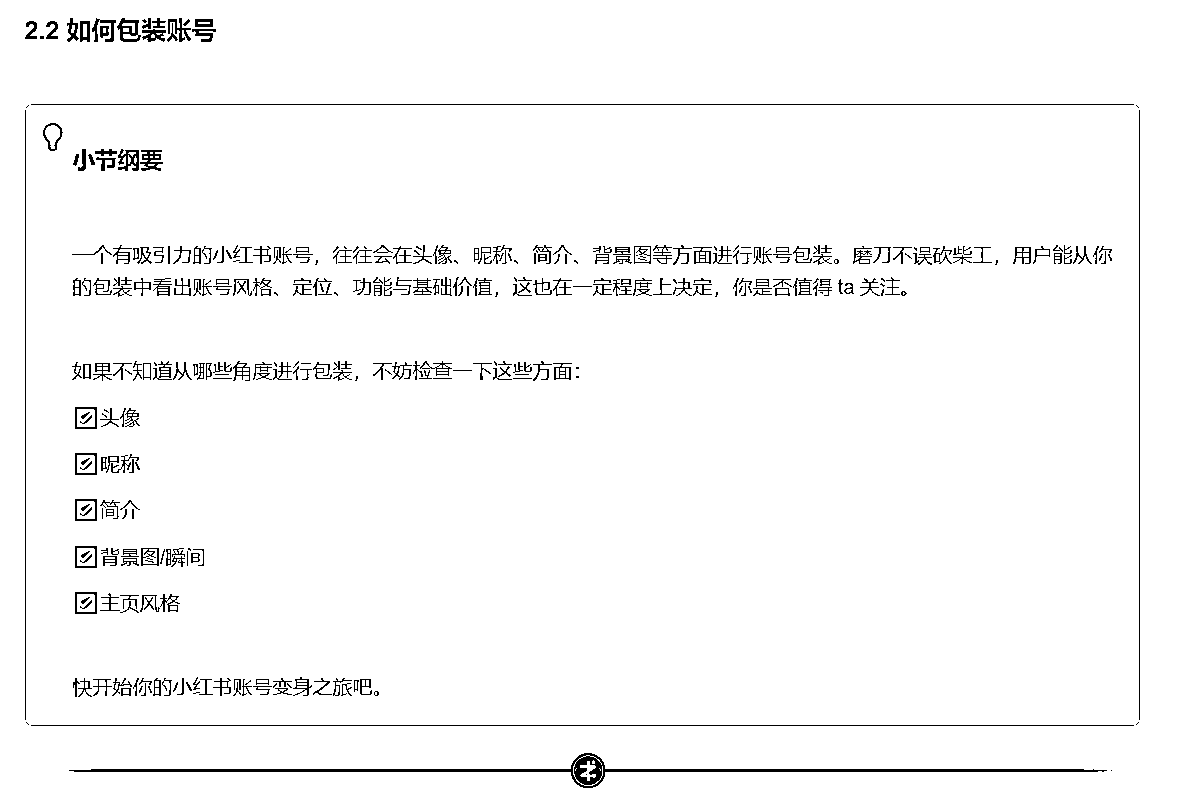 2.2 如何包装账号
小节纲要
一个有吸引力的小红书账号，往往会在头像、昵称、简介、背景图等方面进行账号包装。磨刀不误砍柴工，用户能从你
的包装中看出账号风格、定位、功能与基础价值，这也在一定程度上决定，你是否值得 ta 关注。
如果不知道从哪些角度进行包装，不妨检查一下这些方面：
头像
昵称
简介
背景图/瞬间
主页风格
快开始你的小红书账号变身之旅吧。